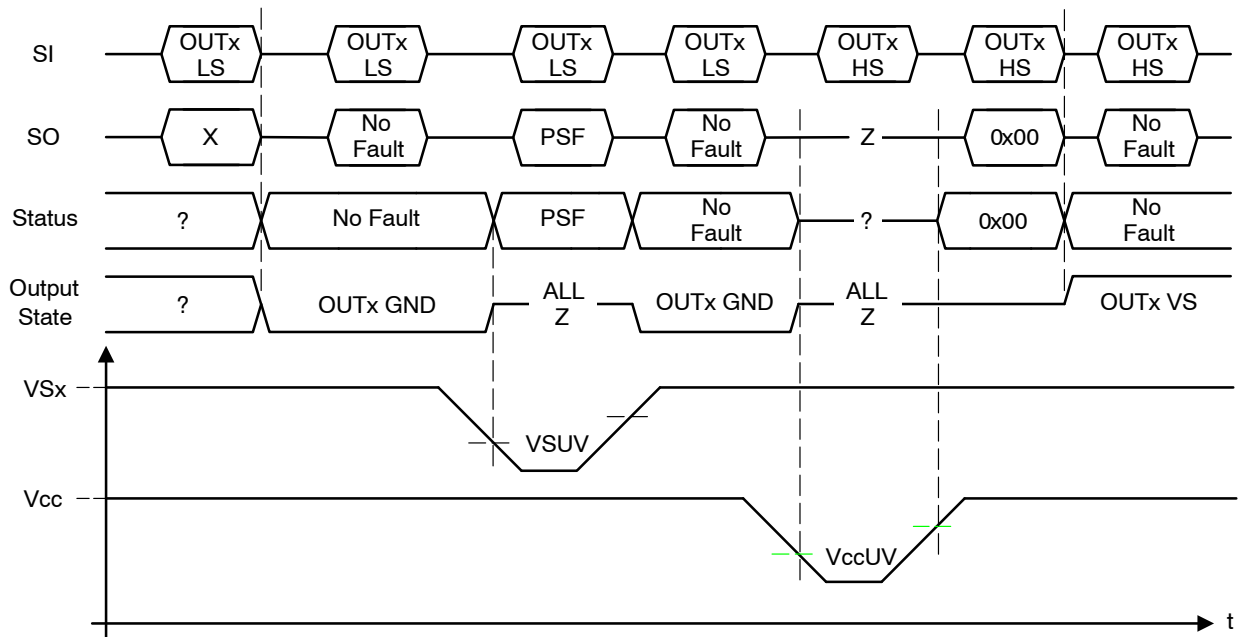 SI
OUTx
LS
OUTx
LS
OUTx
LS
OUTx
LS
OUTx
HS
OUTx
HS
OUTx
HS
SO
X
No
Fault
PSF
No
Fault
Z
0x00
No
Fault
Status
?
No Fault
PSF
No
Fault
?
0x00
No
Fault
Output
State
?
OUTx GND
ALL
Z
OUTx GND
ALL
Z
OUTx VS
VSx
VSUV
Vcc
VccUV
t